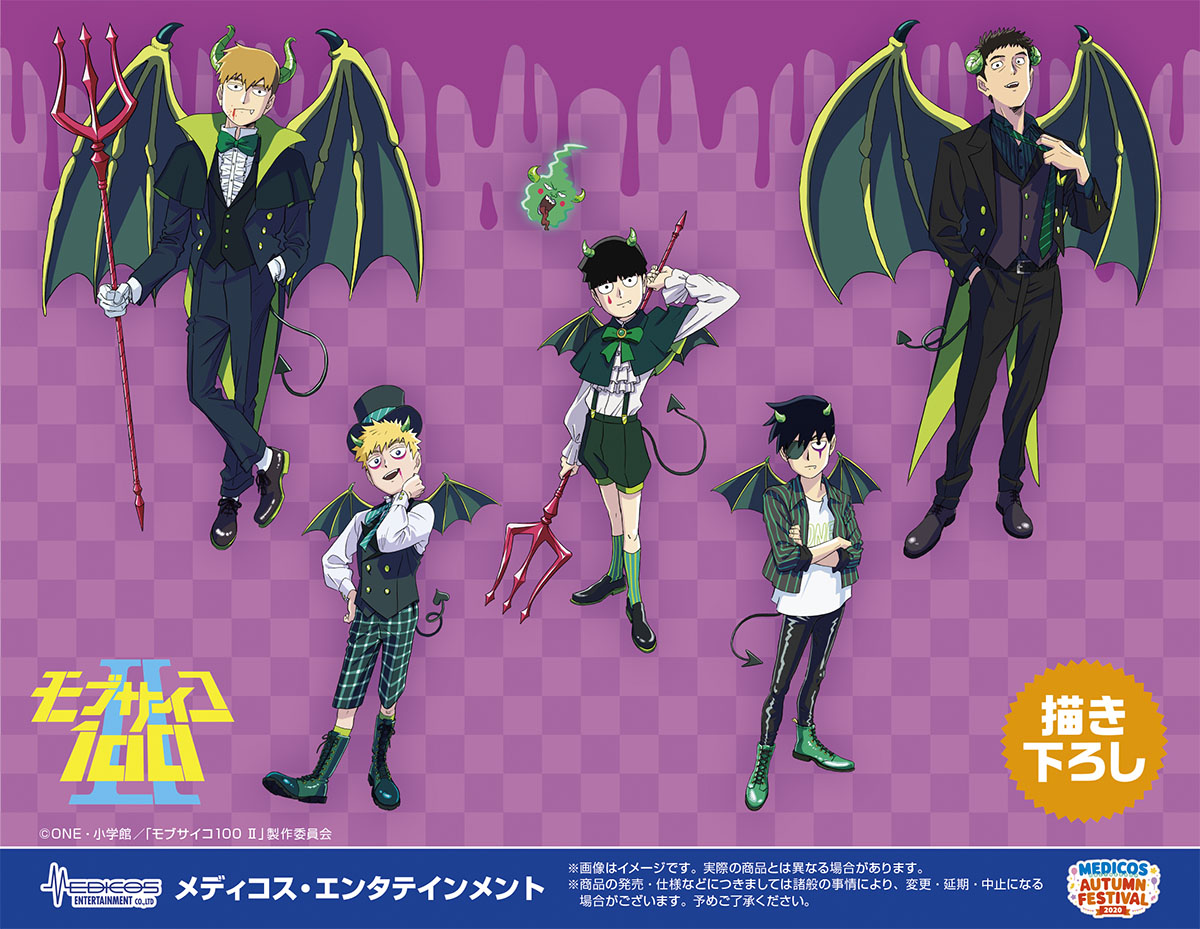 ONE
モブサイコ
100
II
描き
下ろし
©ONE・小学館／「モブサイコ100 Ⅱ」製作委員会
MEDICOS
ENTERTAINMENT CO.,LTD
メディコス・エンタテインメント
※画像はイメージです。実際の商品とは異なる場合があります。
※商品の発売・仕様などにつきましては諸般の事情により、変更・延期・中止になる
場合がございます。予めご了承ください。
MEDICOS
AUTUMN
FESTIVAL
2020